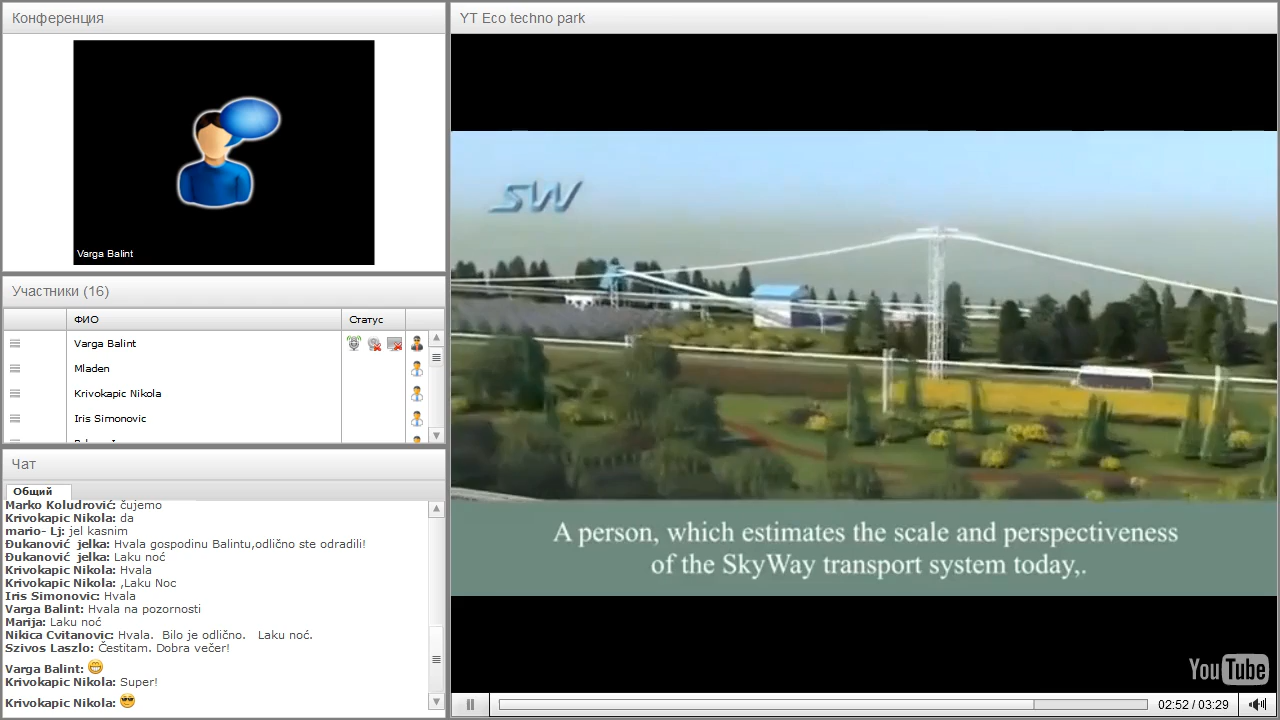 Конференция
Varga Balint
Участники (16)
ФИО Статус
Varga Balint
Mladen
Krivokapic Nikola
Iris Simonovic
Чат
Общий
Marko Koludrović: čujemo
Krivokapic Nikola: da
mario- Lj: jel kasnim
Đukanović jelka: Hvala gospodinu Balintu,odlično ste odradili!
Đukanović jelka: Laku noć
Krivokapic Nikola: Hvala
Krivokapic Nikola: ,Laku Noc
Iris Simonovic: Hvala
Varga Balint: Hvala na pozornosti
Marija: Laku noć
Nikica Cvitanovic: Hvala. Bilo je odlično. Laku noć.
Szivos Laszlo: Čestitam. Dobra večer!
Varga Balint:
Krivokapic Nikola: Super!
Krivokapic Nikola:
YT Eco techno park
SW
A person, which estimates the scale and perspectiveness
of the SkyWay transport system today,.
YouTube
02:52 / 03:29